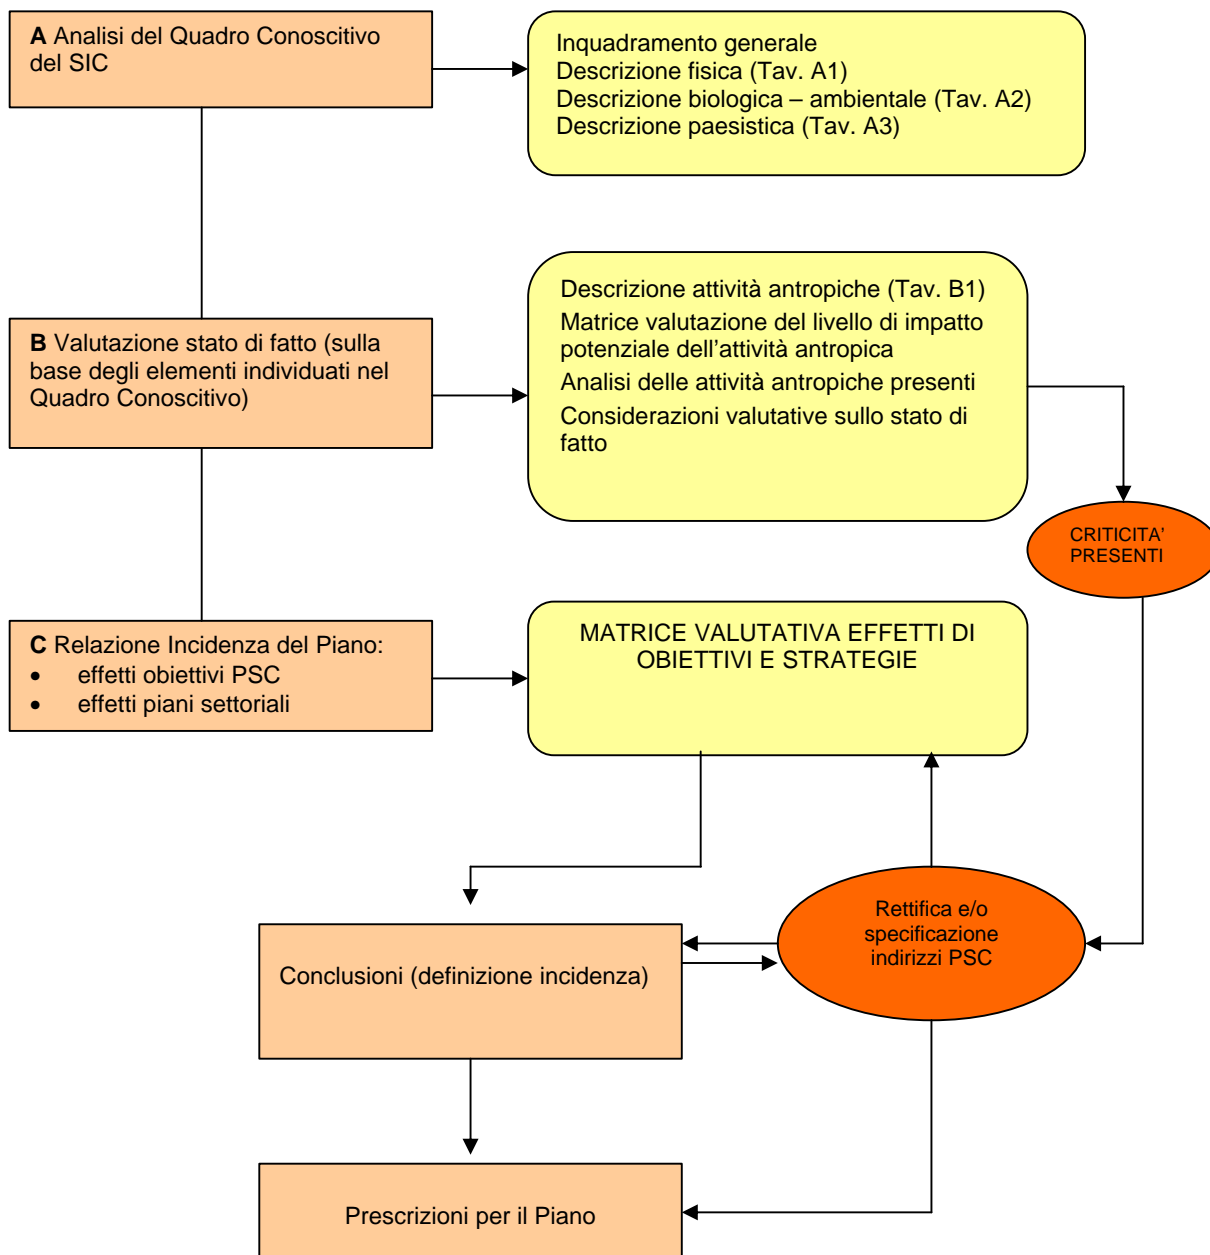 A Analisi del Quadro Conoscitivo
del SIC
Inquadramento generale
Descrizione fisica (Tav. A1)
Descrizione biologica – ambientale (Tav. A2)
Descrizione paesistica (Tav. A3)
B Valutazione stato di fatto (sulla
base degli elementi individuati nel
Quadro Conoscitivo)
Descrizione attività antropiche (Tav. B1)
Matrice valutazione del livello di impatto
potenziale dell’attività antropica
Analisi delle attività antropiche presenti
Considerazioni valutative sullo stato di
fatto
CRITICITA’
PRESENTI
C Relazione Incidenza del Piano:
• effetti obiettivi PSC
• effetti piani settoriali
MATRICE VALUTATIVA EFFETTI DI
OBIETTIVI E STRATEGIE
Rettifica e/o
specificazione
indirizzi PSC
Conclusioni (definizione incidenza)
Prescrizioni per il Piano